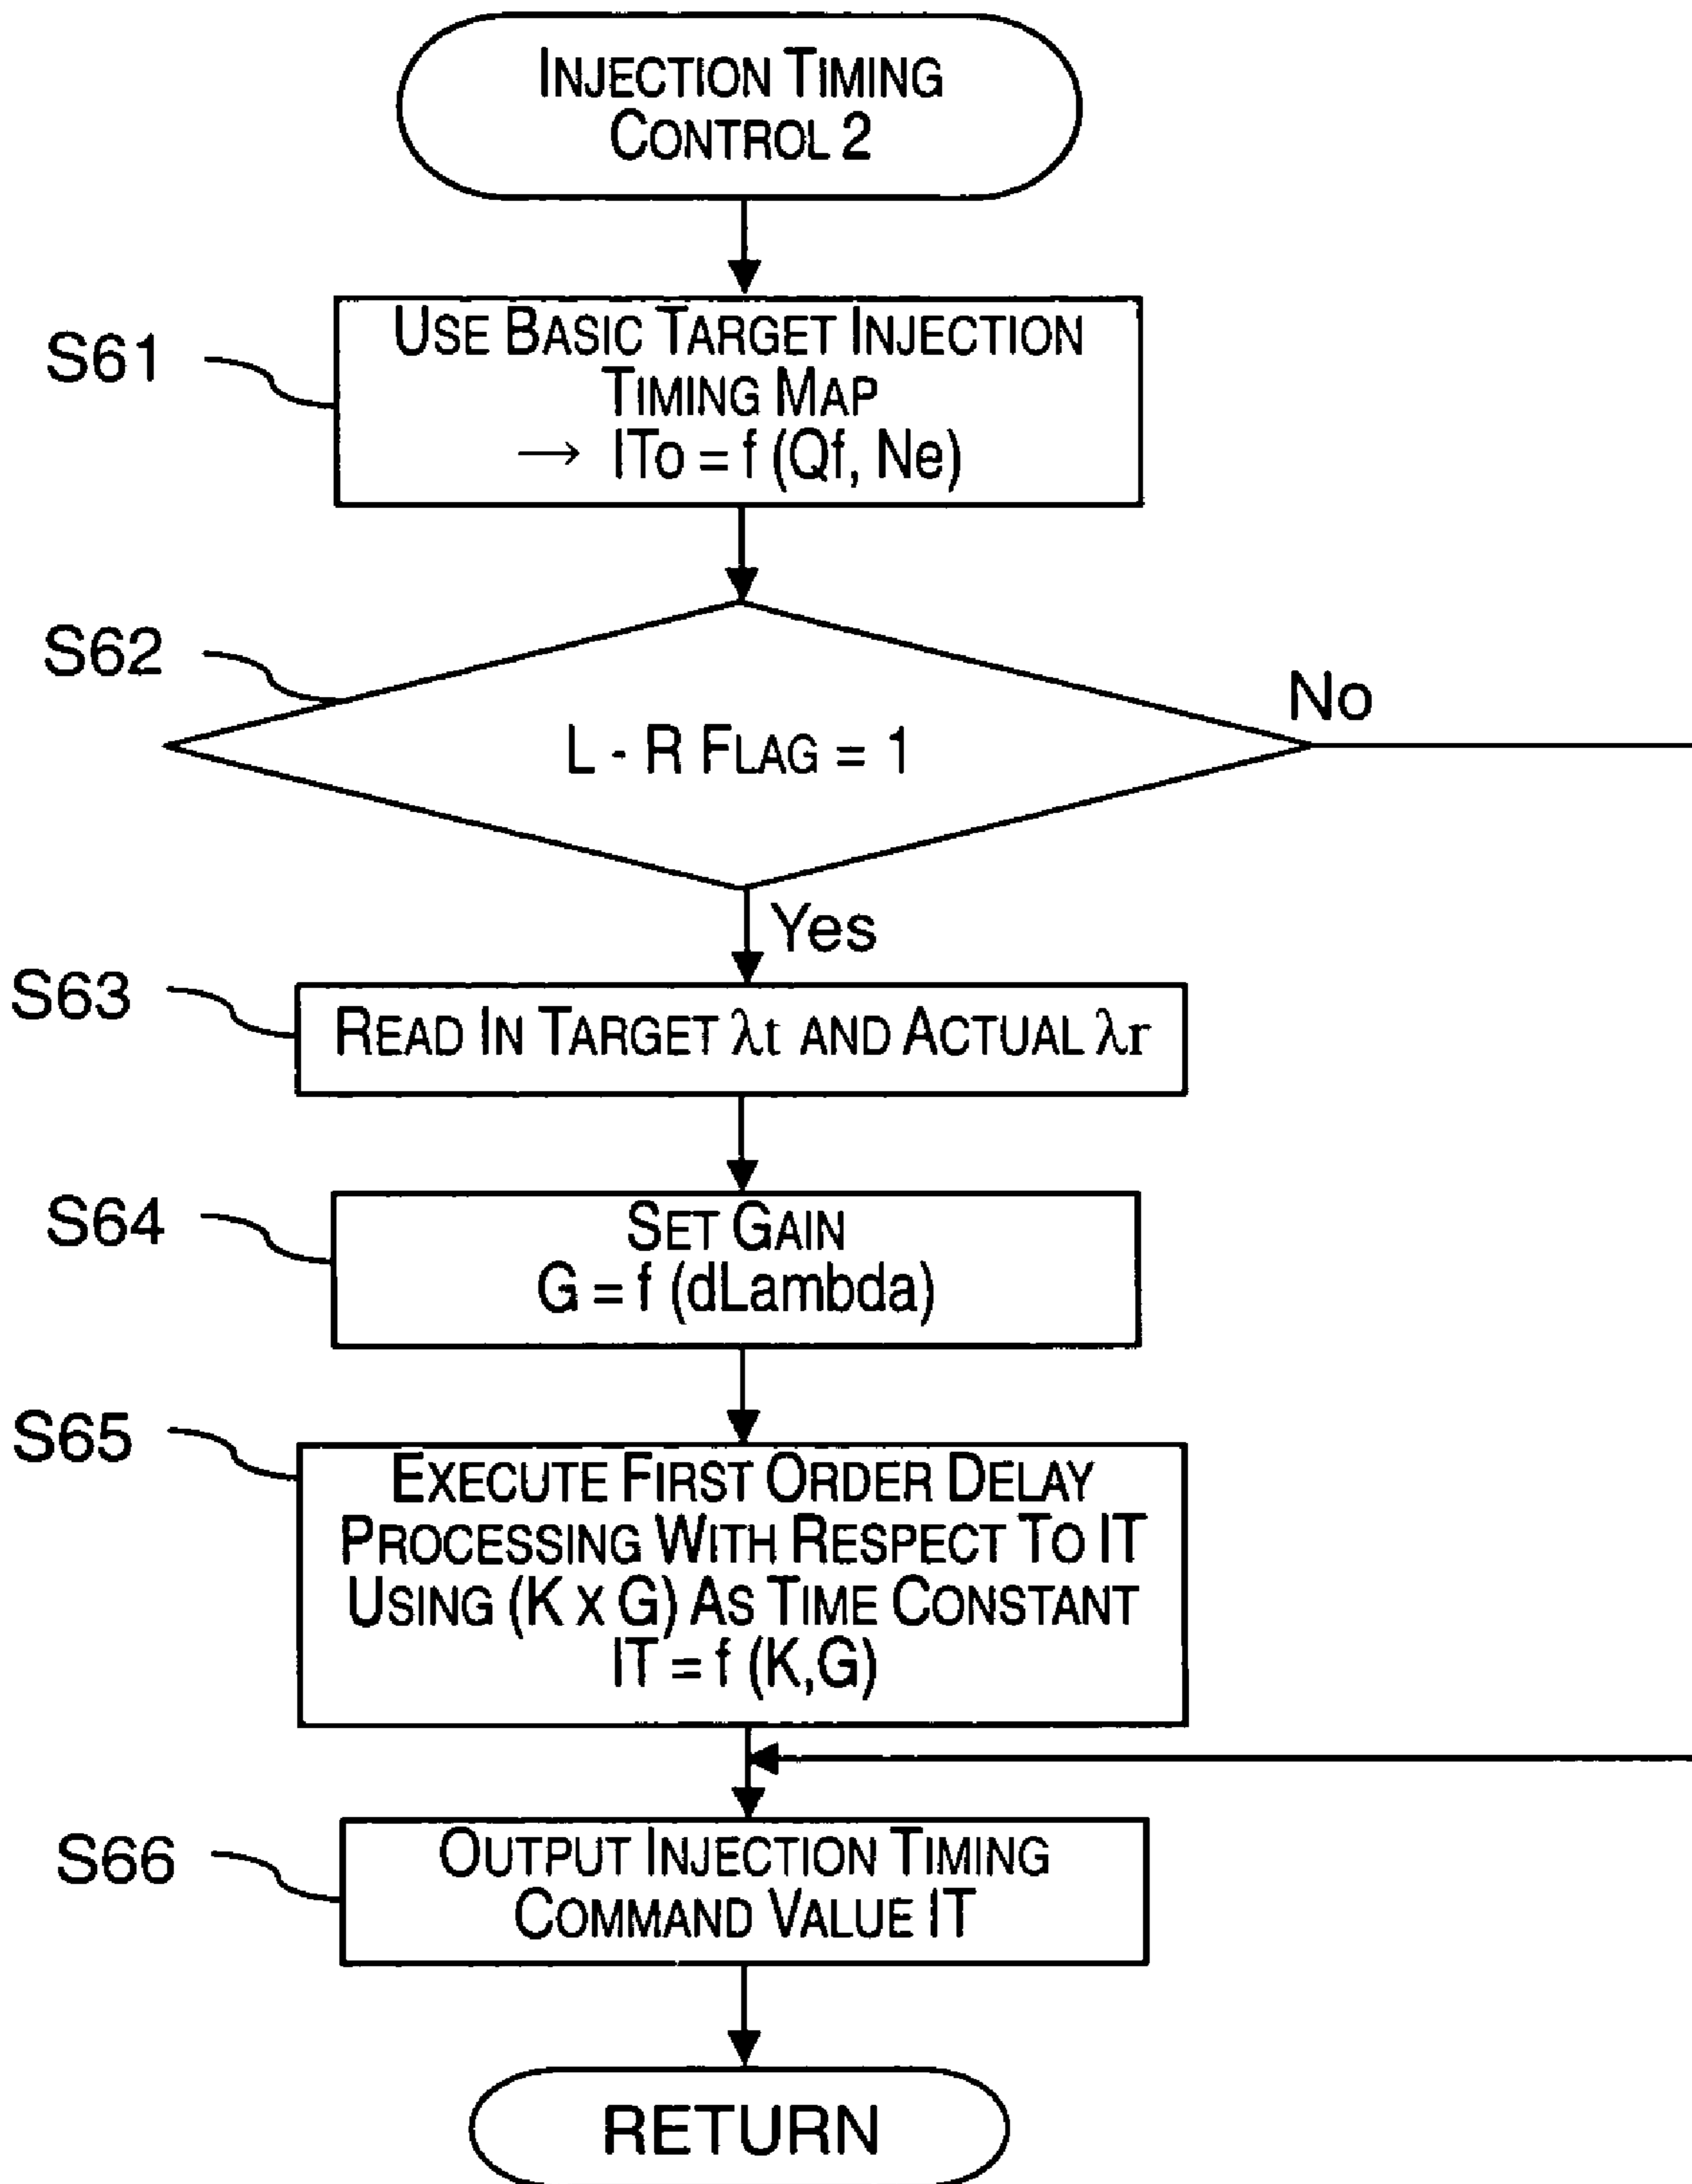 INJECTION TIMING
CONTROL 2
S61
USE BASIC TARGET INJECTION
TIMING MAP
→ ITo = f (Qf, Ne)
S62
L - R FLAG = 1
No
Yes
S63
READ IN TARGET λt AND ACTUAL λr
S64
SET GAIN
G = f (dLambda)
S65
EXECUTE FIRST ORDER DELAY
PROCESSING WITH RESPECT TO IT
USING (K x G) AS TIME CONSTANT
IT = f (K,G)
S66
OUTPUT INJECTION TIMING
COMMAND VALUE IT
RETURN